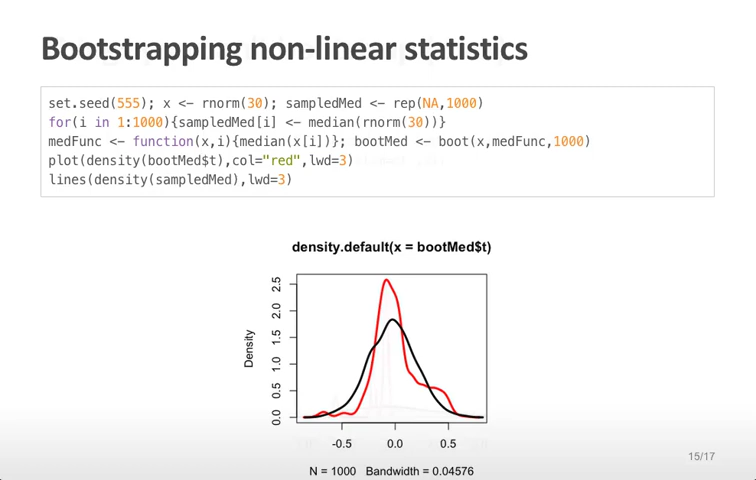 Bootstrapping non-linear statistics
set.seed(555); x <- rnorm(30); sampledMed <- rep(NA,1000)
for(i in 1:1000){sampledMed[i] <- median(rnorm(30))}
medFunc <- function(x,i){median(x[i])}; bootMed <- boot(x,medFunc,1000)
plot(density(bootMed$t),col="red",lwd=3)
lines(density(sampledMed),lwd=3)
density.default(x = bootMed$t)
Density
2.5
2.0
1.5
1.0
0.5
0.0
-0.5 0.0 0.5
N = 1000 Bandwidth = 0.04576
15/17